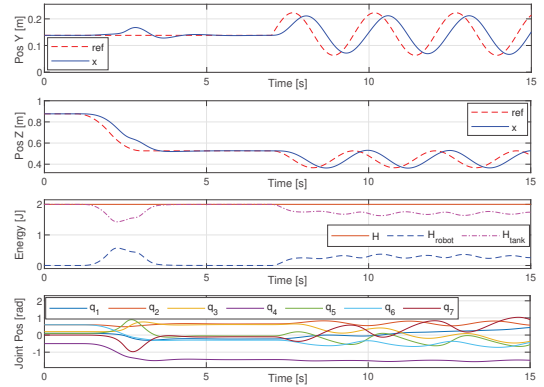 Pos Y [m]
0.2
0.1
0
ref
x
0 5 10 15
Time [s]
Pos Z [m]
1
0.8
0.6
0.4
ref
x
0 5 10 15
Time [s]
Energy [J]
2
1
0
H H_robot H_tank
0 5 10 15
Time [s]
Joint Pos [rad]
2
1
0
-1
q_1 q_2 q_3 q_4 q_5 q_6 q_7
0 5 10 15
Time [s]